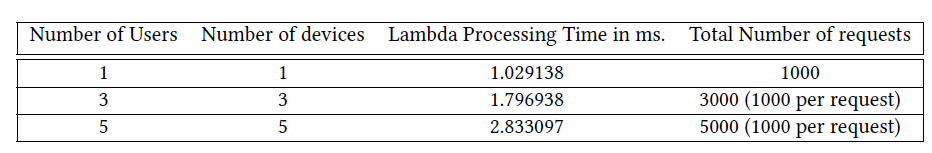 Number of Users Number of devices Lambda Processing Time in ms. Total Number of requests
1 1 1.029138 1000
3 3 1.796938 3000 (1000 per request)
5 5 2.833097 5000 (1000 per request)